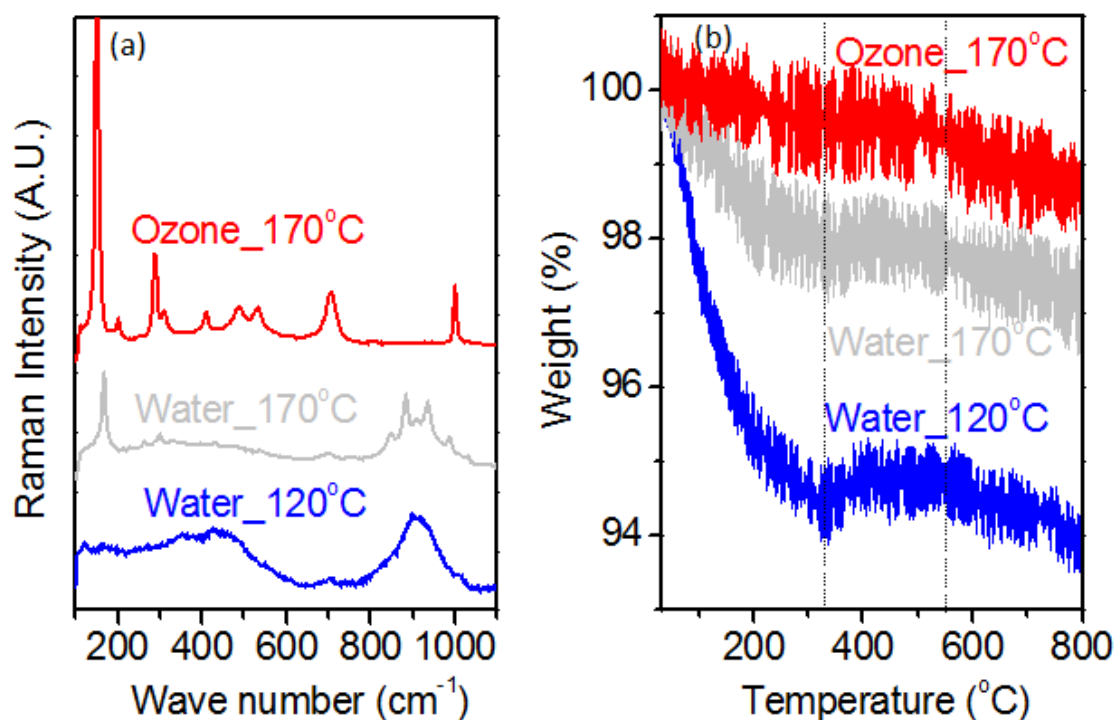 (a)
Ozone_170°C
Water_170°C
Water_120°C
Raman Intensity (A.U.)
200 400 600 800 1000
Wave number (cm⁻¹)
(b)
Ozone_170°C
Water_170°C
Water_120°C
Weight (%)
100
98
96
94
200 400 600 800
Temperature (°C)